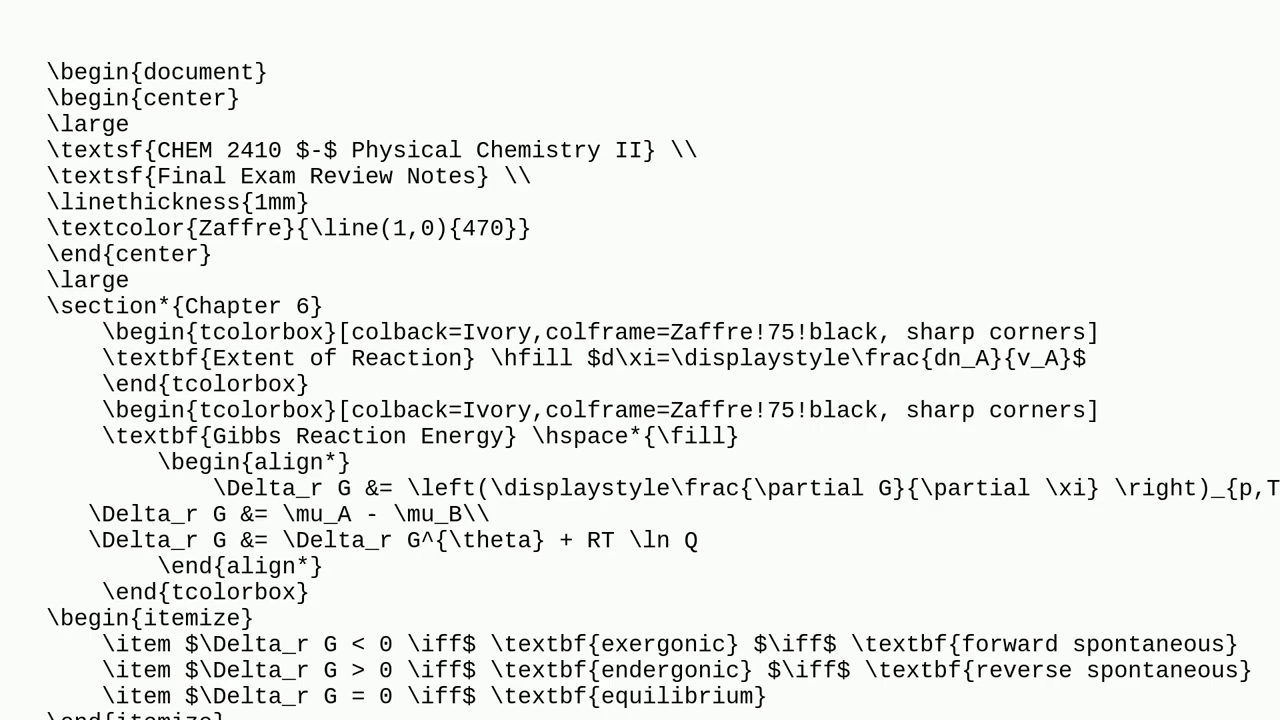 \begin{document}
\begin{center}
\large
\textsf{CHEM 2410 $-$ Physical Chemistry II} \\
\textsf{Final Exam Review Notes} \\
\linethickness{1mm}
\textcolor{Zaffre}{\line(1,0){470}}
\end{center}
\large
\section*{Chapter 6}
    \begin{tcolorbox}[colback=Ivory,colframe=Zaffre!75!black, sharp corners]
    \textbf{Extent of Reaction} \hfill $d\xi=\displaystyle\frac{dn_A}{v_A}$
    \end{tcolorbox}
    \begin{tcolorbox}[colback=Ivory,colframe=Zaffre!75!black, sharp corners]
    \textbf{Gibbs Reaction Energy} \hspace*{\fill}
        \begin{align*}
            \Delta_r G &= \left(\displaystyle\frac{\partial G}{\partial \xi} \right)_{p,T
   \Delta_r G &= \mu_A - \mu_B\\
   \Delta_r G &= \Delta_r G^{\theta} + RT \ln Q
        \end{align*}
    \end{tcolorbox}
\begin{itemize}
    \item $\Delta_r G < 0 \iff$ \textbf{exergonic} $\iff$ \textbf{forward spontaneous}
    \item $\Delta_r G > 0 \iff$ \textbf{endergonic} $\iff$ \textbf{reverse spontaneous}
    \item $\Delta_r G = 0 \iff$ \textbf{equilibrium}
\end{itemize}